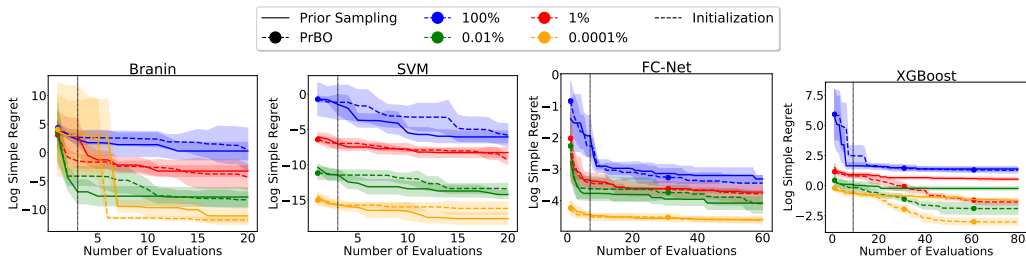 Prior Sampling 100% 1% Initialization
PrBO 0.01% 0.0001%
Branin
Log Simple Regret
10
5
0
−5
−10
5 10 15 20
Number of Evaluations
SVM
Log Simple Regret
0
−5
−10
−15
5 10 15 20
Number of Evaluations
FC-Net
Log Simple Regret
0
−1
−2
−3
−4
−5
1 20 40 60
Number of Evaluations
XGBoost
Log Simple Regret
7.5
5.0
2.5
0.0
−2.5
1 20 40 60 80
Number of Evaluations